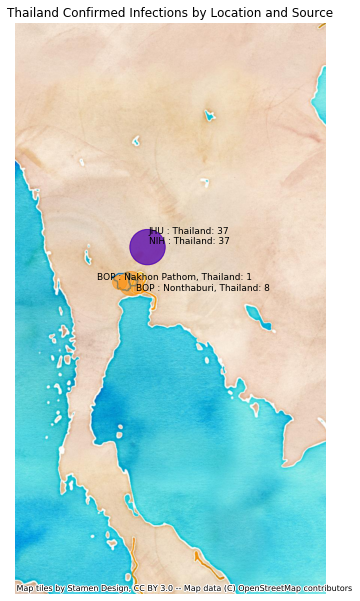 Thailand Confirmed Infections by Location and Source
JHU : Thailand: 37
NIH : Thailand: 37
BOP : Nakhon Pathom, Thailand: 1
BOP : Nonthaburi, Thailand: 8
Map tiles by Stamen Design, CC BY 3.0 -- Map data (C) OpenStreetMap contributors